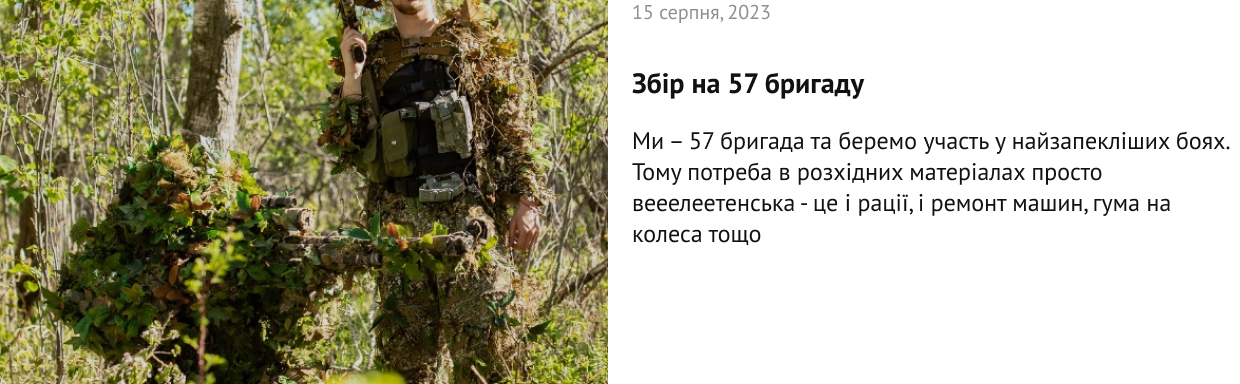 15 серпня, 2023
Збір на 57 бригаду
Ми – 57 бригада та беремо участь у найзапекліших боях.
Тому потреба в розхідних матеріалах просто
вееелеетенська - це і рації, і ремонт машин, гума на
колеса тощо